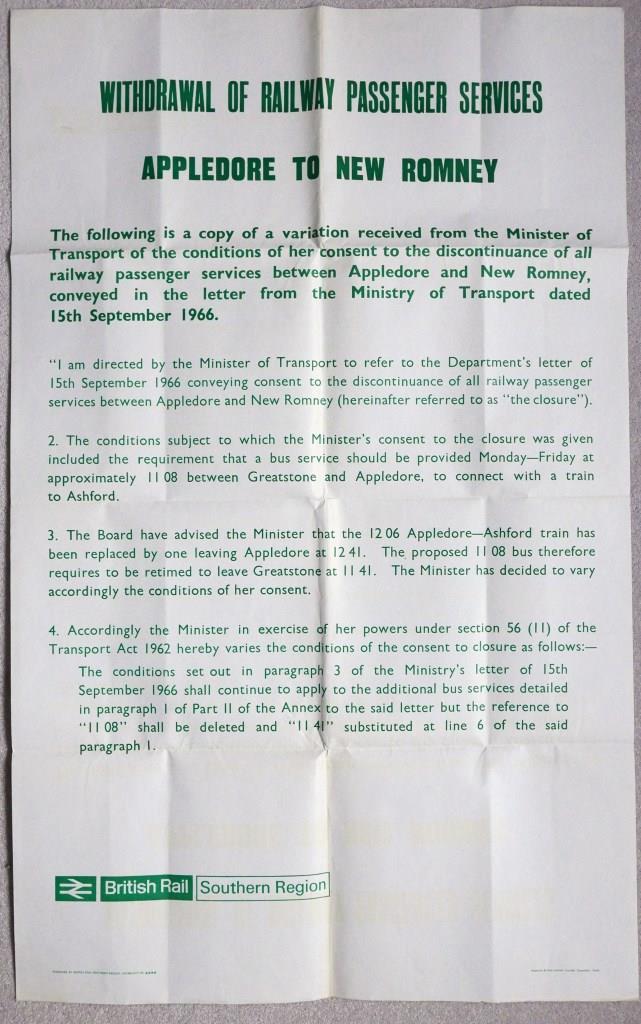 WITHDRAWAL OF RAILWAY PASSENGER SERVICES
APPLEDORE TO NEW ROMNEY
The following is a copy of a variation received from the Minister of
Transport of the conditions of her consent to the discontinuance of all
railway passenger services between Appledore and New Romney,
conveyed in the letter from the Ministry of Transport dated
15th September 1966.
"I am directed by the Minister of Transport to refer to the Department's letter of
15th September 1966 conveying consent to the discontinuance of all railway passenger
services between Appledore and New Romney (hereinafter referred to as "the closure").
2. The conditions subject to which the Minister's consent to the closure was given
included the requirement that a bus service should be provided Monday—Friday at
approximately 11 08 between Greatstone and Appledore, to connect with a train
to Ashford.
3. The Board have advised the Minister that the 12 06 Appledore—Ashford train has
been replaced by one leaving Appledore at 12 41. The proposed 11 08 bus therefore
requires to be retimed to leave Greatstone at 11 41. The Minister has decided to vary
accordingly the conditions of her consent.
4. Accordingly the Minister in exercise of her powers under section 56 (11) of the
Transport Act 1962 hereby varies the conditions of the consent to closure as follows:—
The conditions set out in paragraph 3 of the Ministry's letter of 15th
September 1966 shall continue to apply to the additional bus services detailed
in paragraph 1 of Part II of the Annex to the said letter but the reference to
"11 08" shall be deleted and "11 41" substituted at line 6 of the said
paragraph 1.
British Rail Southern Region